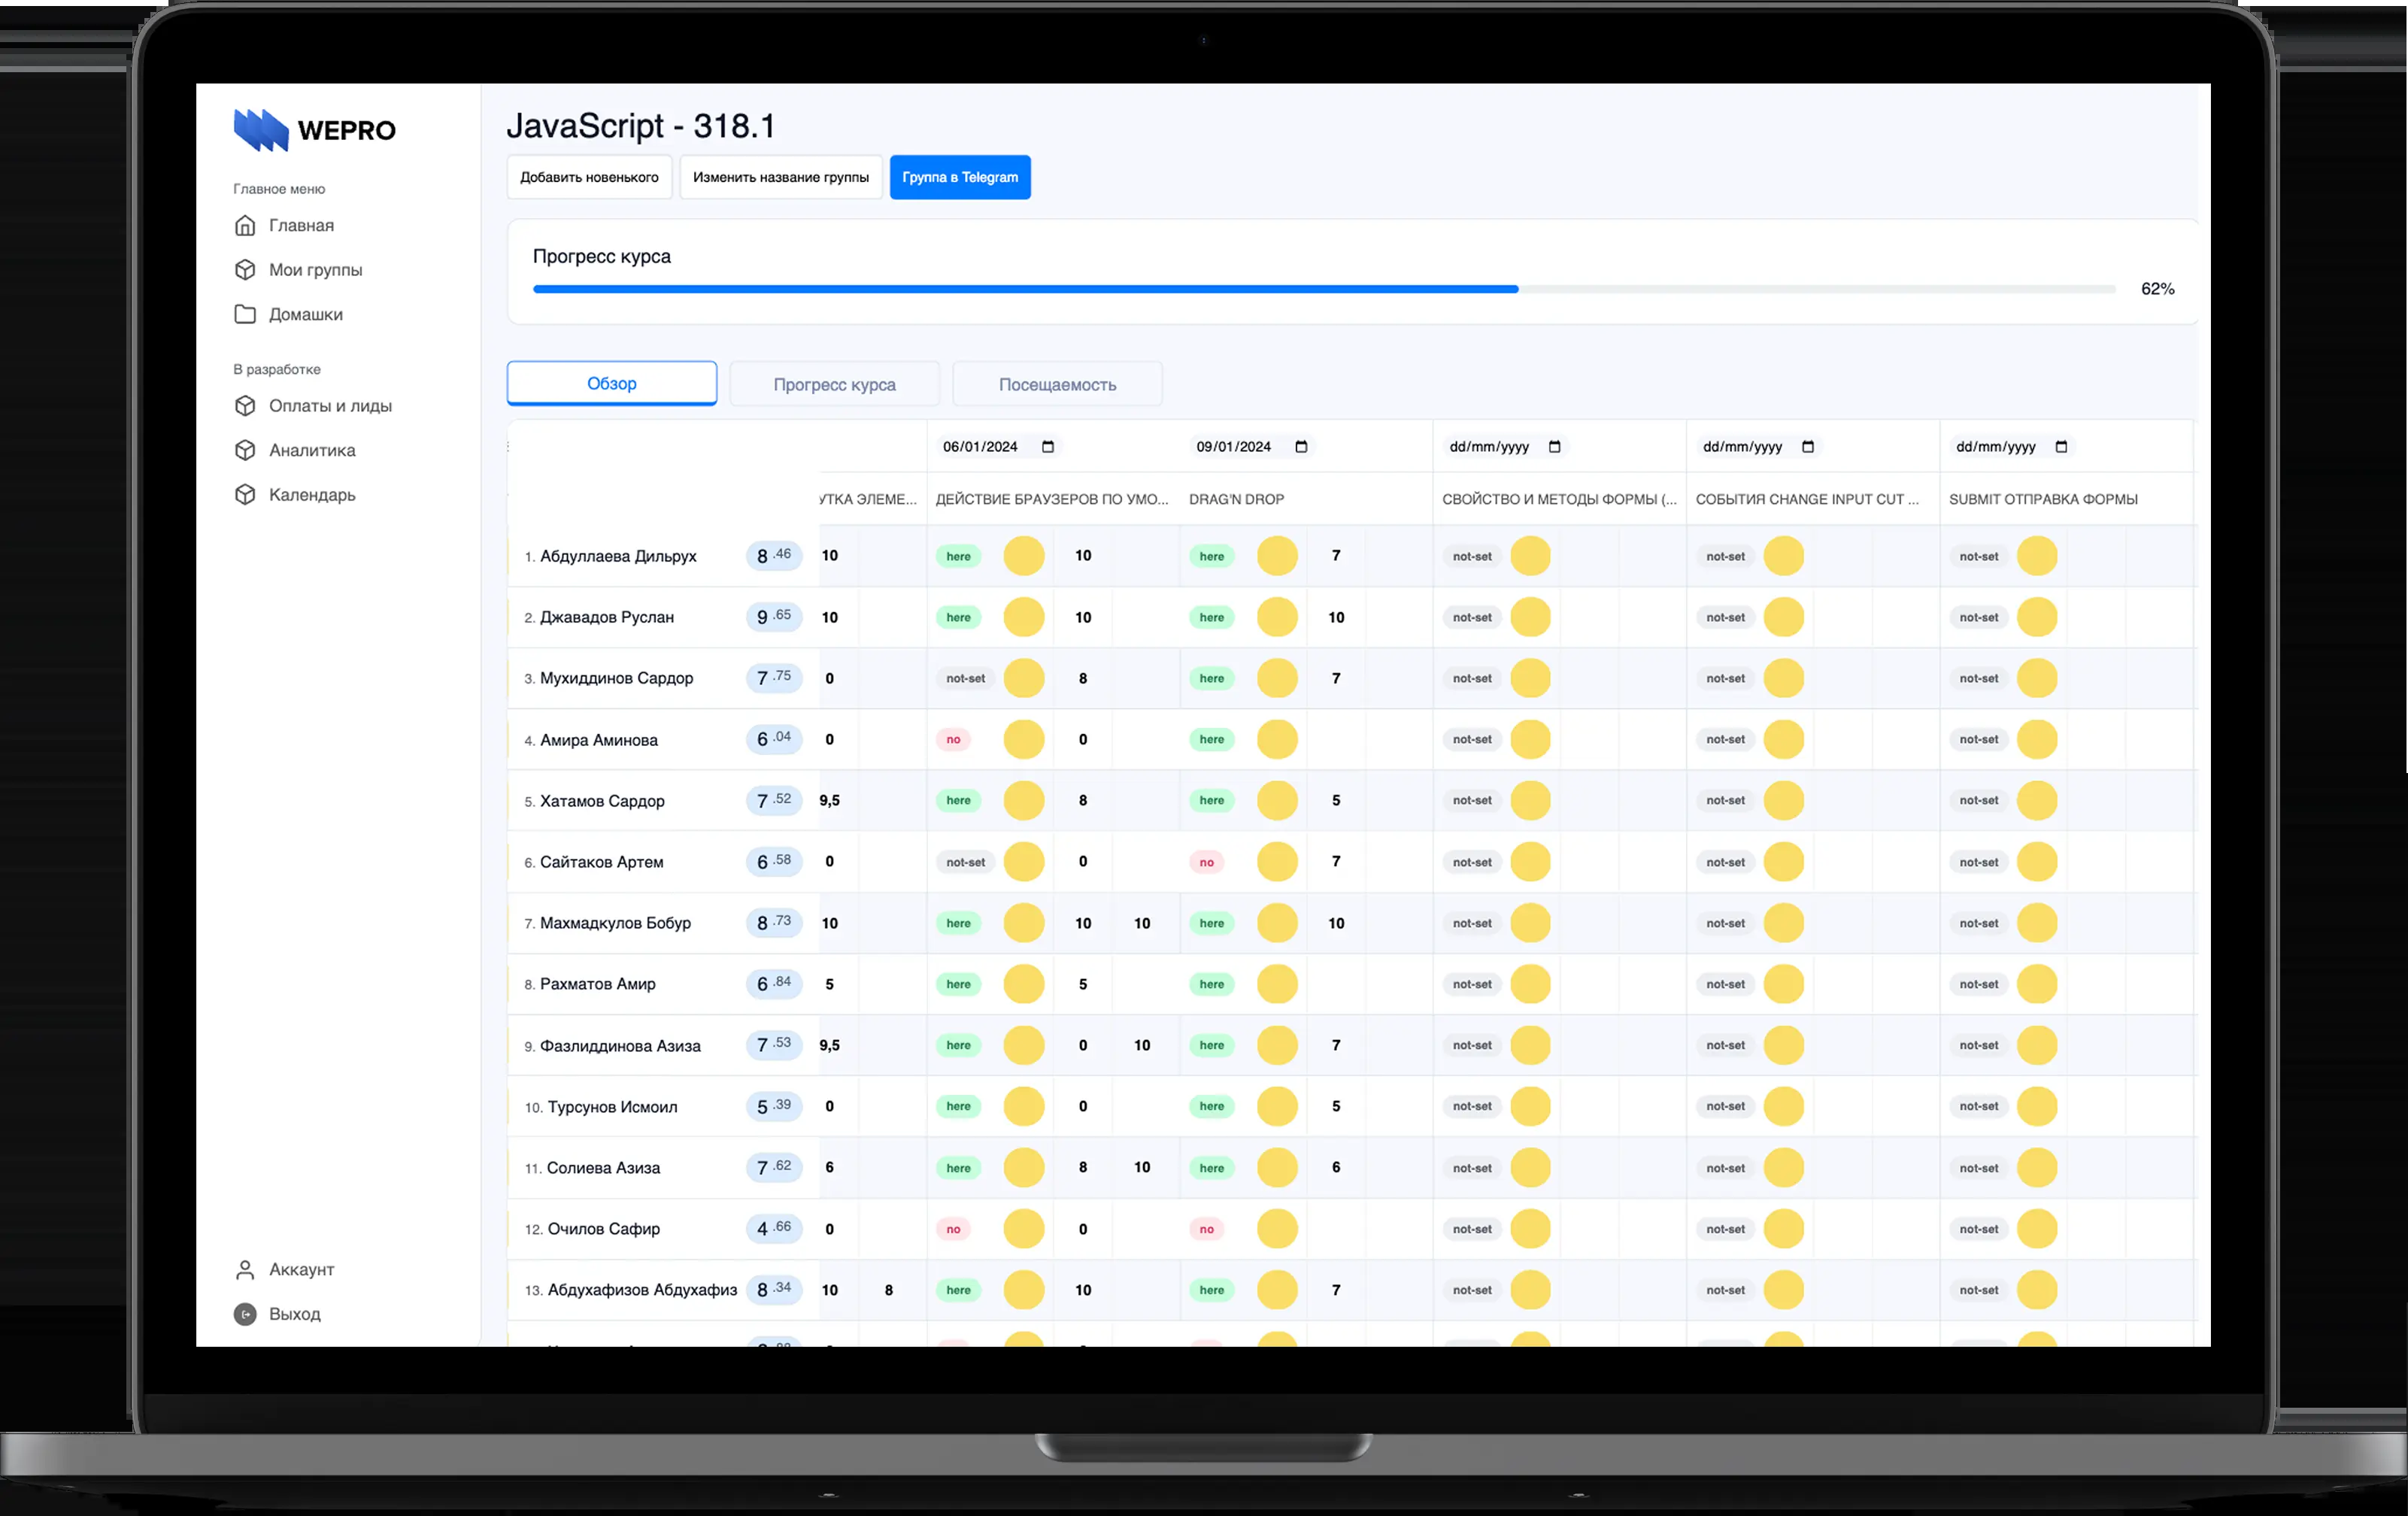 WEPRO
Главное меню
Главная
Мои группы
Домашки
В разработке
Оплаты и лиды
Аналитика
Календарь
Аккаунт
Выход
JavaScript - 318.1
Добавить новенького Изменить название группы Группа в Telegram
Прогресс курса
62%
Обзор Прогресс курса Посещаемость
06/01/2024 09/01/2024 dd/mm/yyyy dd/mm/yyyy dd/mm/yyyy
УТКА ЭЛЕМЕ... ДЕЙСТВИЕ БРАУЗЕРОВ ПО УМО... DRAG'N DROP СВОЙСТВО И МЕТОДЫ ФОРМЫ (... СОБЫТИЯ CHANGE INPUT CUT ... SUBMIT ОТПРАВКА ФОРМЫ
1. Абдуллаева Дильрух 8 .46 10 here 10 here 7 not-set not-set not-set
2. Джавадов Руслан 9 .65 10 here 10 here 10 not-set not-set not-set
3. Мухиддинов Сардор 7 .75 0 not-set 8 here 7 not-set not-set not-set
4. Амира Аминова 6 .04 0 no 0 here not-set not-set not-set
5. Хатамов Сардор 7 .52 9,5 here 8 here 5 not-set not-set not-set
6. Сайтаков Артем 6 .58 0 not-set 0 no 7 not-set not-set not-set
7. Махмадкулов Бобур 8 .73 10 here 10 10 here 10 not-set not-set not-set
8. Рахматов Амир 6 .84 5 here 5 here not-set not-set not-set
9. Фазлиддинова Азиза 7 .53 9,5 here 0 10 here 7 not-set not-set not-set
10. Турсунов Исмоил 5 .39 0 here 0 here 5 not-set not-set not-set
11. Солиева Азиза 7 .62 6 here 8 10 here 6 not-set not-set not-set
12. Очилов Сафир 4 .66 0 no 0 no not-set not-set not-set
13. Абдухафизов Абдухафиз 8 .34 10 8 here 10 here 7 not-set not-set not-set